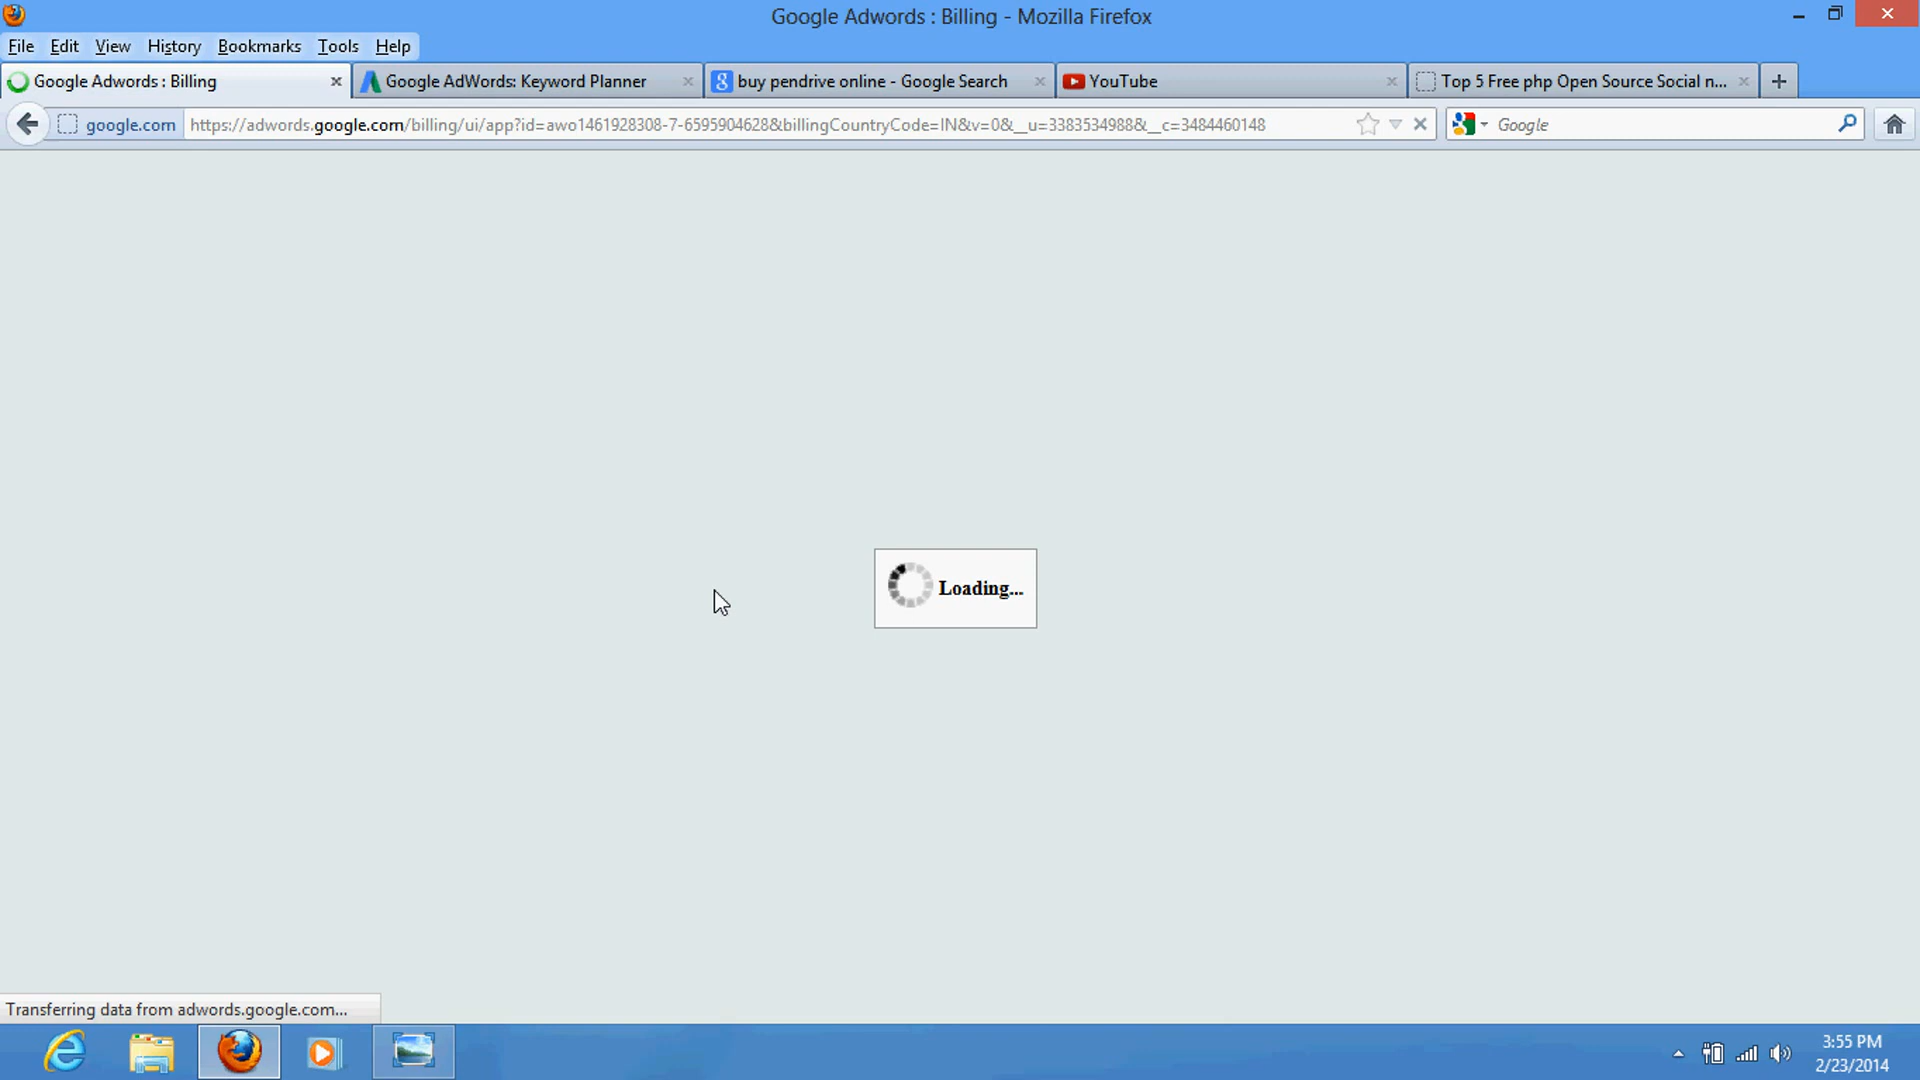 Google Adwords : Billing - Mozilla Firefox
File Edit View History Bookmarks Tools Help
Google Adwords : Billing
Google AdWords: Keyword Planner
buy pendrive online - Google Search
YouTube
Top 5 Free php Open Source Social n...
google.com
https://adwords.google.com/billing/ui/app?id=awo1461928308-7-6595904628&billingCountryCode=IN&v=0&__u=3383534988&__c=3484460148
Google
Loading...
Transferring data from adwords.google.com...
3:55 PM
2/23/2014